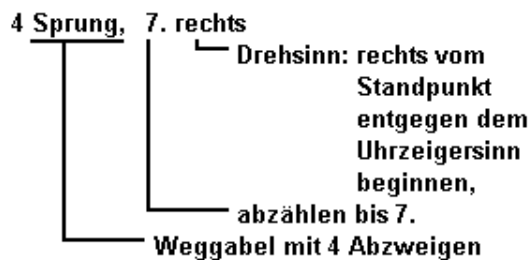 4 Sprung, 7. rechts
Drehsinn: rechts vom
Standpunkt
entgegen dem
Uhrzeigersinn
beginnen,
abzählen bis 7.
Weggabel mit 4 Abzweigen